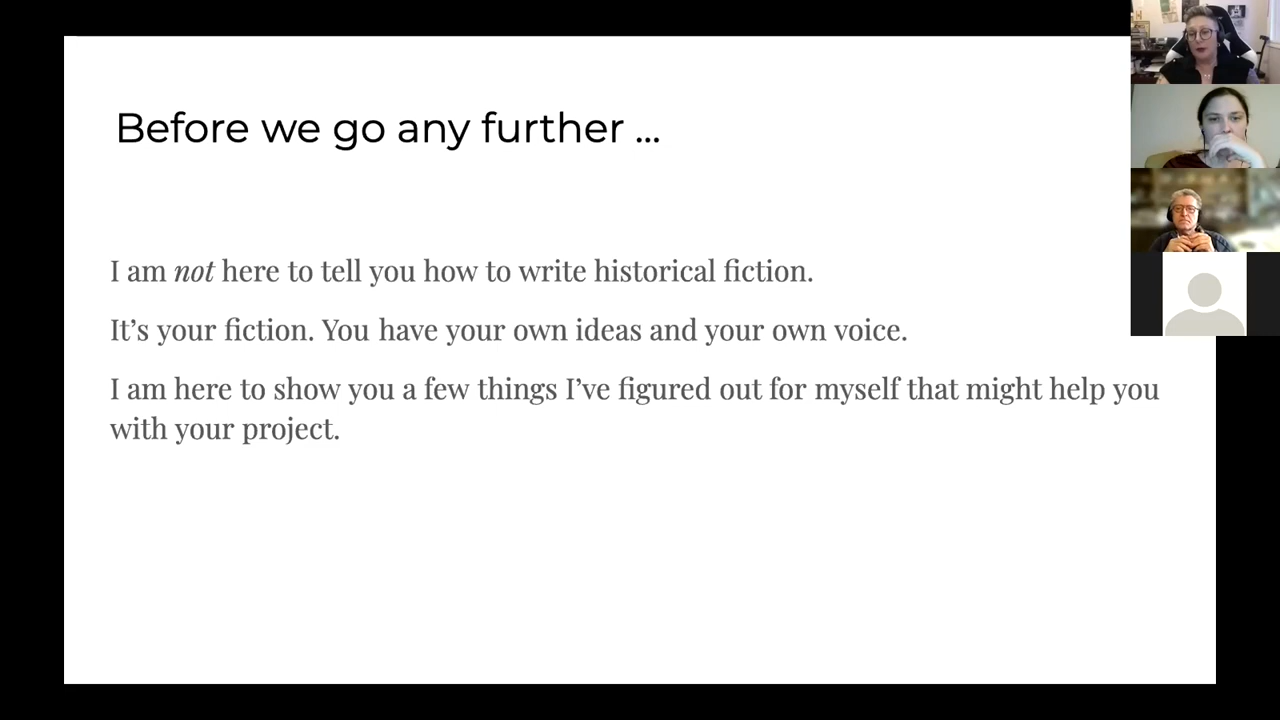 Before we go any further ...
I am not here to tell you how to write historical fiction.
It’s your fiction. You have your own ideas and your own voice.
I am here to show you a few things I’ve figured out for myself that might help you
with your project.